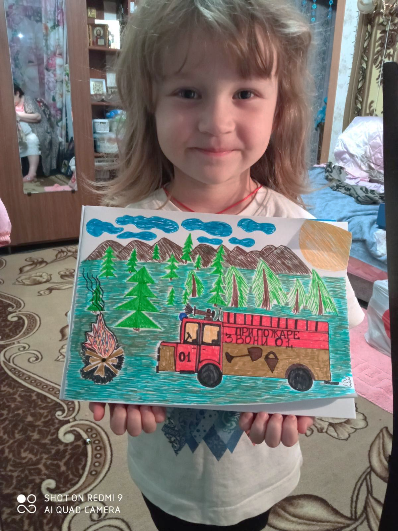 ПРИ ПОЖАРЕ
ЗВОНИ 01
01
SHOT ON REDMI 9
AI QUAD CAMERA